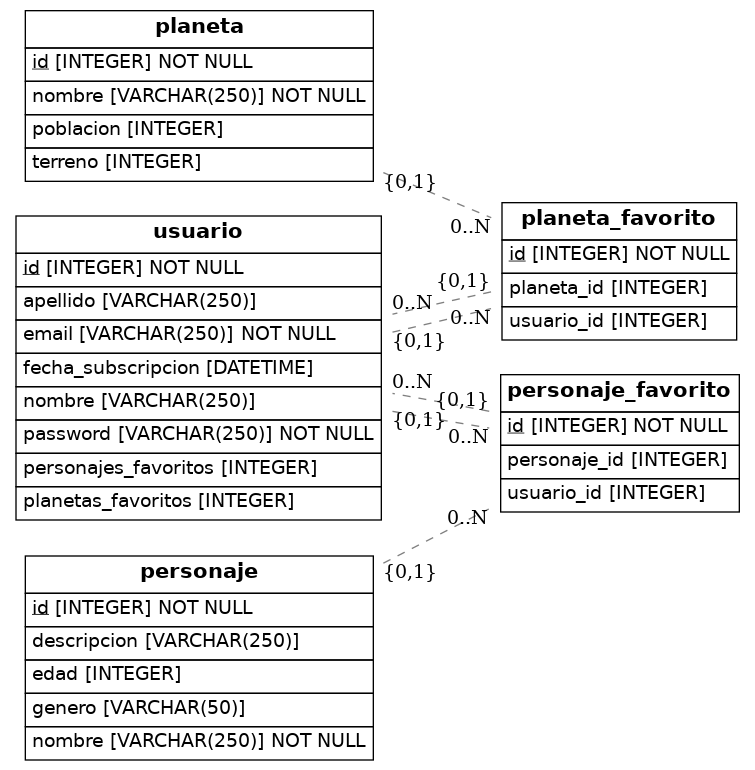 planeta
id [INTEGER] NOT NULL
nombre [VARCHAR(250)] NOT NULL
poblacion [INTEGER]
terreno [INTEGER]
{0,1}
0..N
usuario
id [INTEGER] NOT NULL
apellido [VARCHAR(250)]
email [VARCHAR(250)] NOT NULL
fecha_subscripcion [DATETIME]
nombre [VARCHAR(250)]
password [VARCHAR(250)] NOT NULL
personajes_favoritos [INTEGER]
planetas_favoritos [INTEGER]
{0,1}
0..N
0..N
{0,1}
0..N
{0,1}
{0,1}
0..N
planeta_favorito
id [INTEGER] NOT NULL
planeta_id [INTEGER]
usuario_id [INTEGER]
personaje_favorito
id [INTEGER] NOT NULL
personaje_id [INTEGER]
usuario_id [INTEGER]
0..N
{0,1}
personaje
id [INTEGER] NOT NULL
descripcion [VARCHAR(250)]
edad [INTEGER]
genero [VARCHAR(50)]
nombre [VARCHAR(250)] NOT NULL